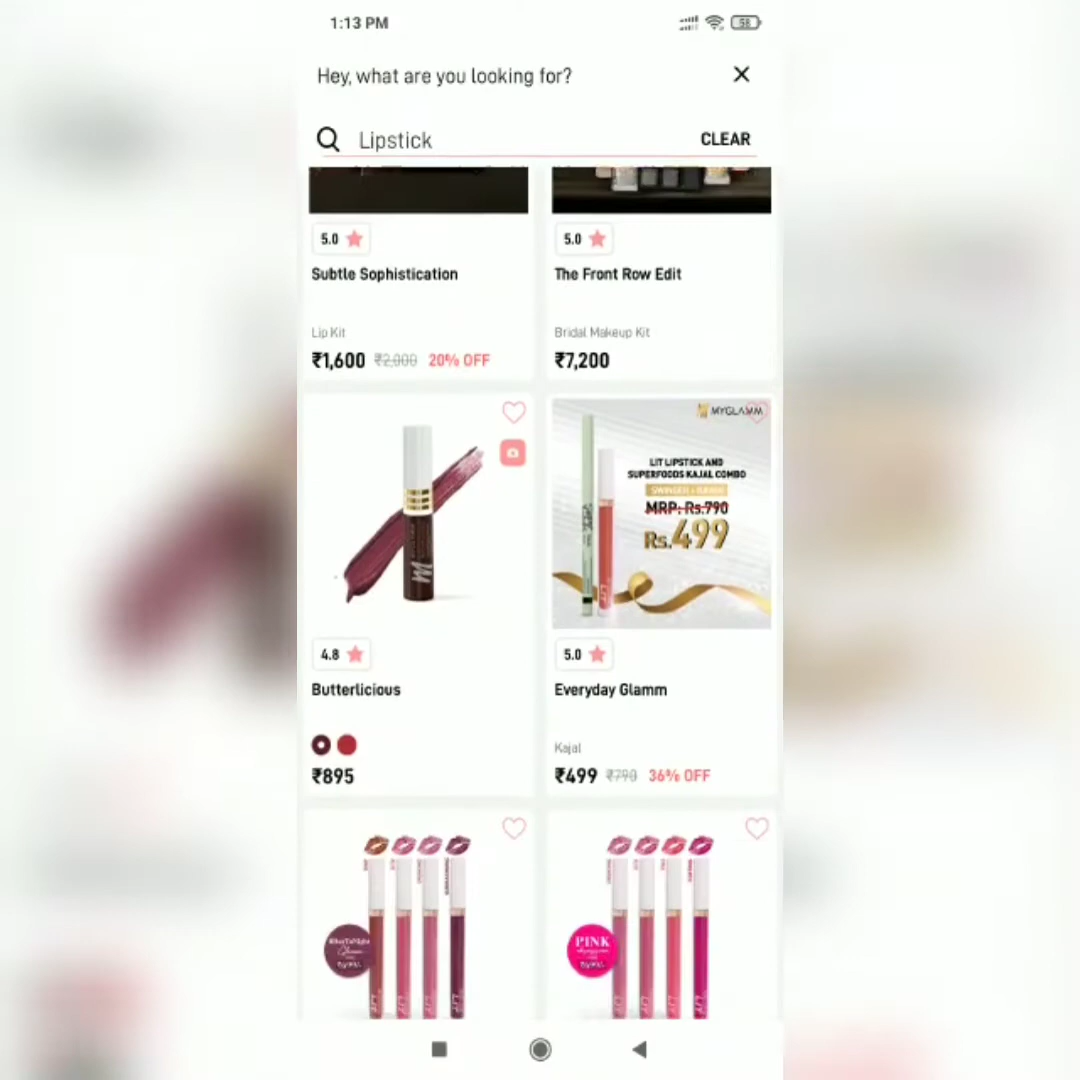 1:13 PM
58
Hey, what are you looking for?
Lipstick
CLEAR
5.0
5.0
Subtle Sophistication
The Front Row Edit
Lip Kit
Bridal Makeup Kit
₹1,600 ₹2,000 20% OFF
₹7,200
MYGLAMM
LIT LIPSTICK AND
SUPERFOODS KAJAL COMBO
MRP: Rs.790
Rs.499
4.8
5.0
Butterlicious
Everyday Glamm
Kajal
₹895
₹499 ₹790 36% OFF
PINK
LIT
LIT